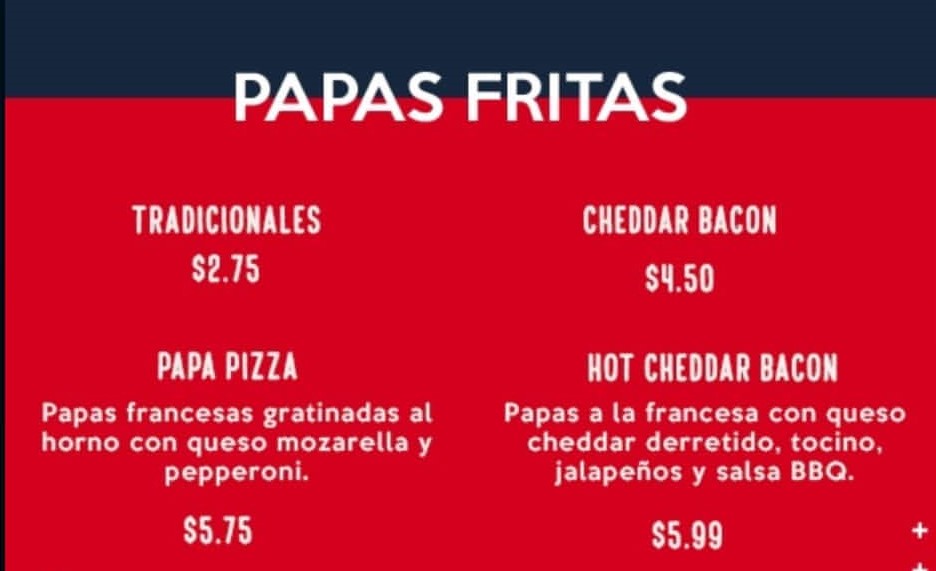 PAPAS FRITAS
TRADICIONALES
$2.75
CHEDDAR BACON
$4.50
PAPA PIZZA
Papas francesas gratinadas al
horno con queso mozarella y
pepperoni.
$5.75
HOT CHEDDAR BACON
Papas a la francesa con queso
cheddar derretido, tocino,
jalapeños y salsa BBQ.
$5.99